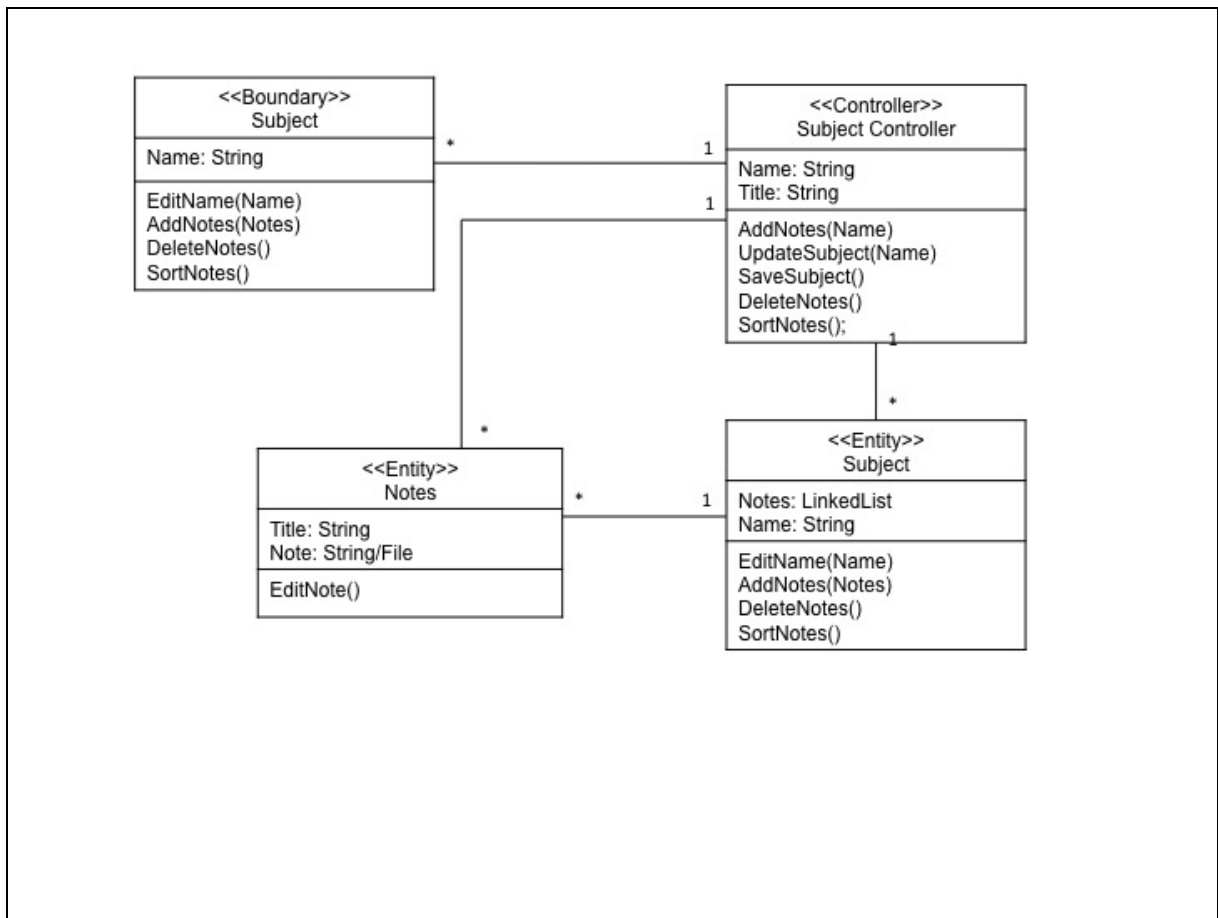 <<Boundary>>
Subject
Name: String
EditName(Name)
AddNotes(Notes)
DeleteNotes()
SortNotes()
*
1
1
<<Controller>>
Subject Controller
Name: String
Title: String
AddNotes(Name)
UpdateSubject(Name)
SaveSubject()
DeleteNotes()
SortNotes();
1
*
*
<<Entity>>
Notes
Title: String
Note: String/File
EditNote()
*
1
<<Entity>>
Subject
Notes: LinkedList
Name: String
EditName(Name)
AddNotes(Notes)
DeleteNotes()
SortNotes()